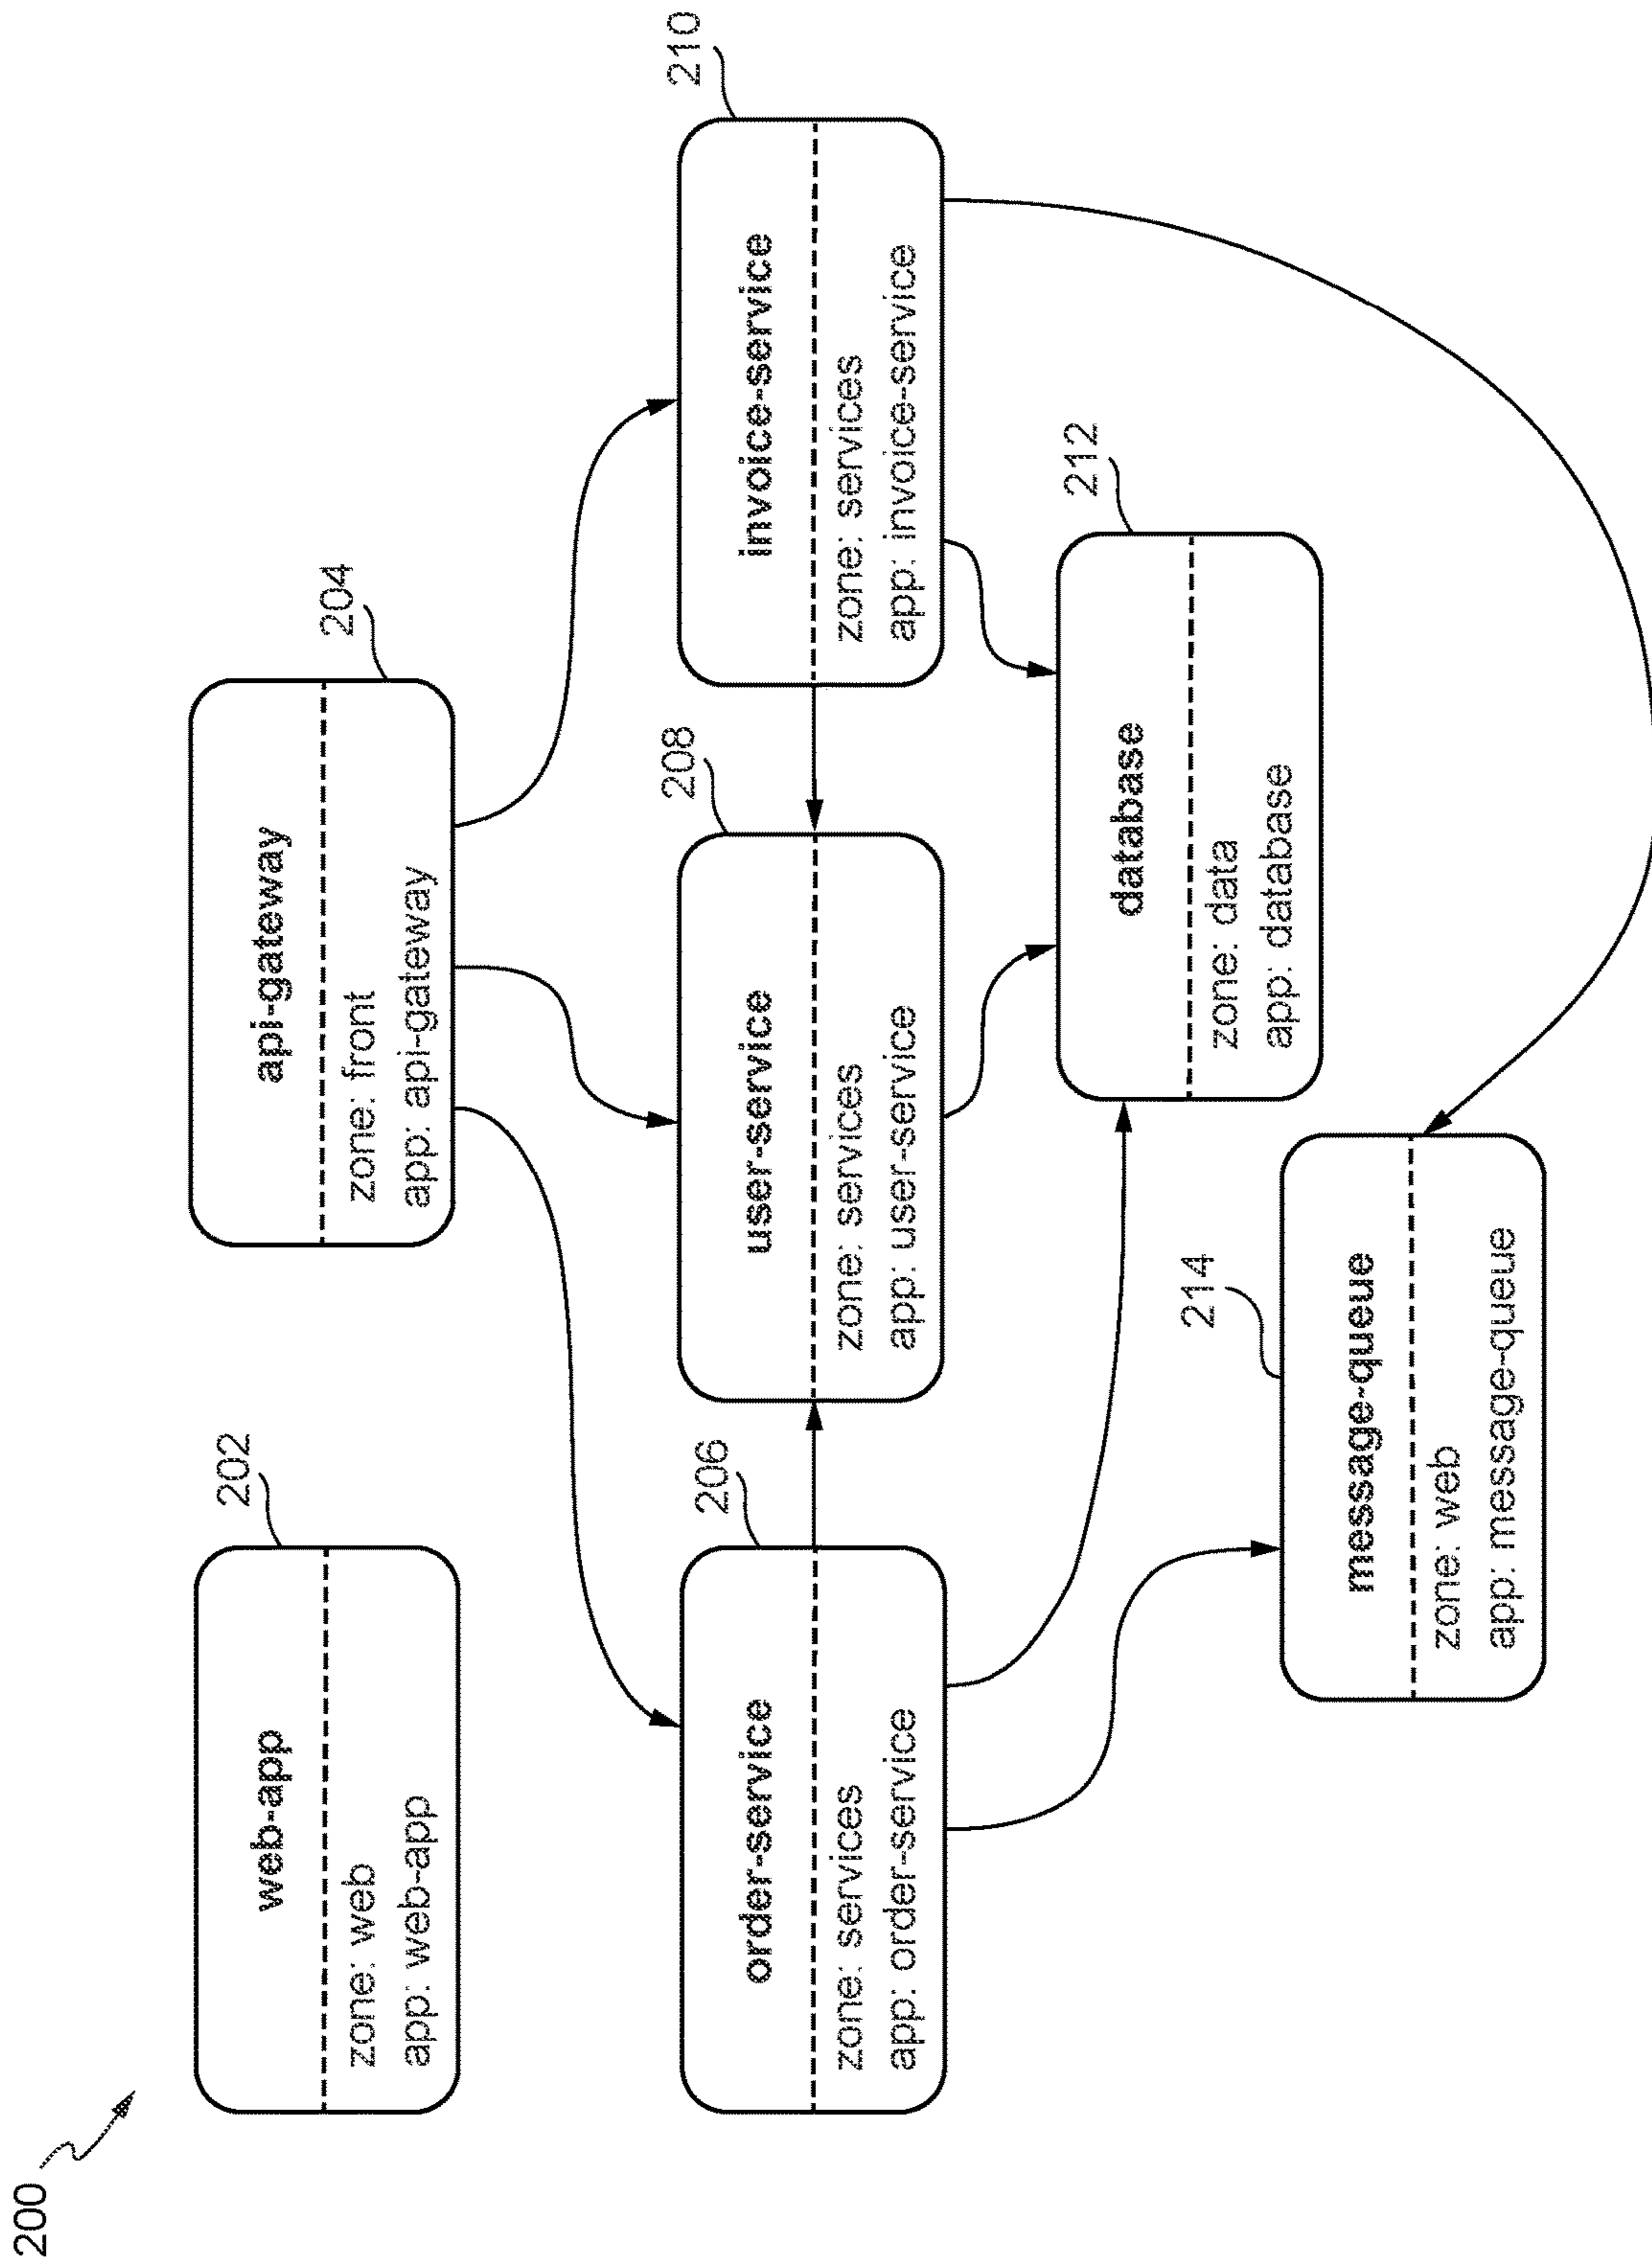 200
web-app
zone: web
app: web-app
202
api-gateway
zone: front
app: api-gateway
204
order-service
zone: services
app: order-service
206
user-service
zone: services
app: user-service
208
invoice-service
zone: services
app: invoice-service
210
database
zone: data
app: database
212
message-queue
zone: web
app: message-queue
214